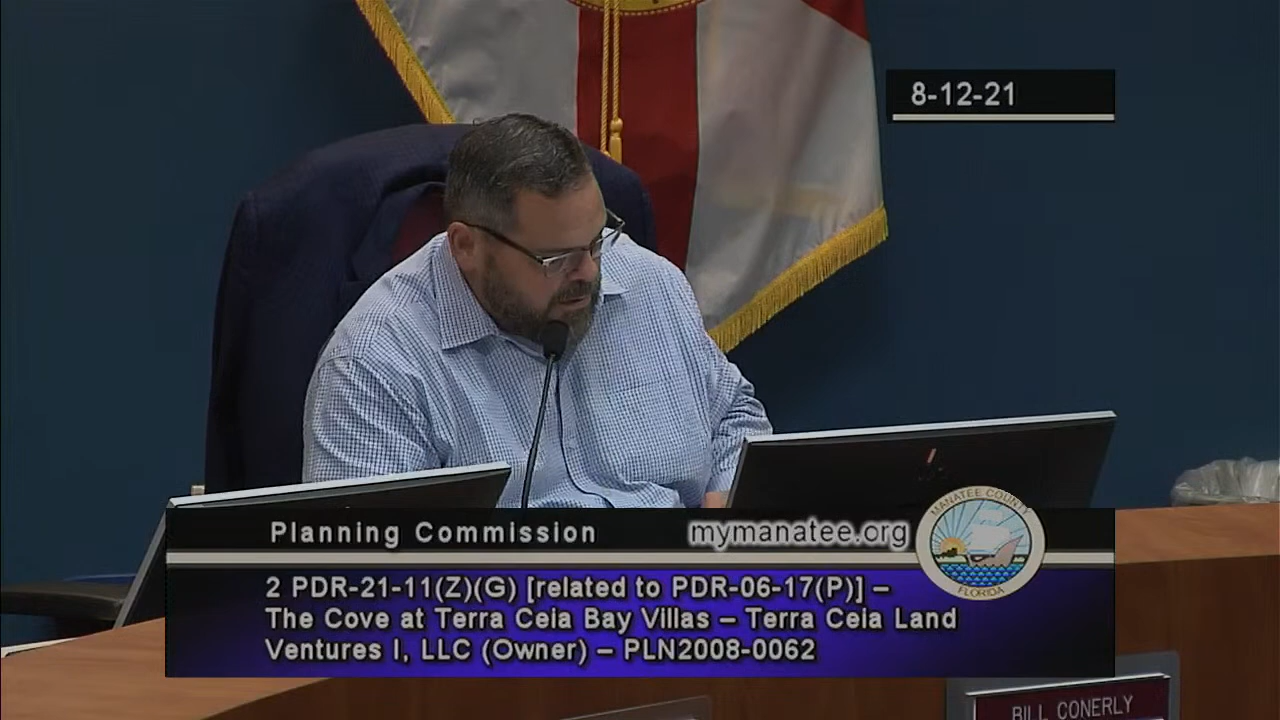 8-12-21
Planning Commission
mymanatee.org
MANATEE COUNTY
FLORIDA
2 PDR-21-11(Z)(G) [related to PDR-06-17(P)] –
The Cove at Terra Ceia Bay Villas – Terra Ceia Land
Ventures I, LLC (Owner) – PLN2008-0062
BILL CONERLY